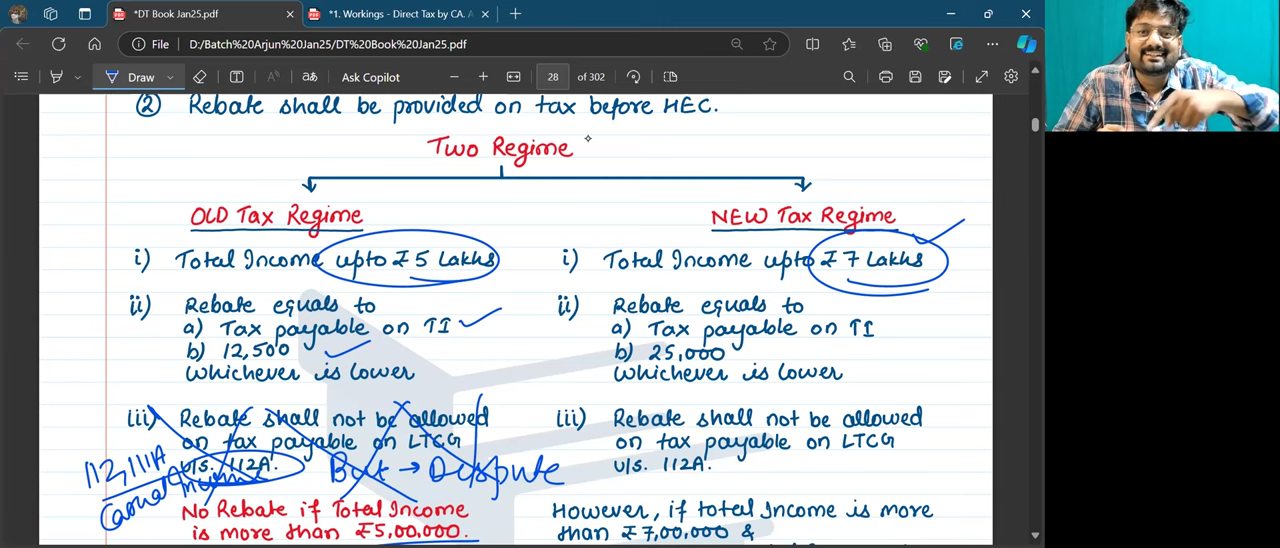 *DT Book Jan25.pdf
*1. Workings - Direct Tax by CA. A
File
D:/Batch%20Arjun%20Jan25/DT%20Book%20Jan25.pdf
Draw
Ask Copilot
28 of 302
② Rebate shall be provided on tax before HEC.
Two Regime
OLD Tax Regime
i) Total Income upto ₹5 Lakhs
ii) Rebate equals to
a) Tax payable on TI
b) 12,500
Whichever is lower
iii) Rebate shall not be allowed
on tax payable on LTCG
u/s. 112A.
But → Dispute
112, 111A
Casual Income
No Rebate if Total Income
is more than ₹5,00,000.
NEW Tax Regime
i) Total Income upto ₹7 Lakhs
ii) Rebate equals to
a) Tax payable on TI
b) 25,000
Whichever is lower
iii) Rebate shall not be allowed
on tax payable on LTCG
u/s. 112A.
However, if total Income is more
than ₹7,00,000 &